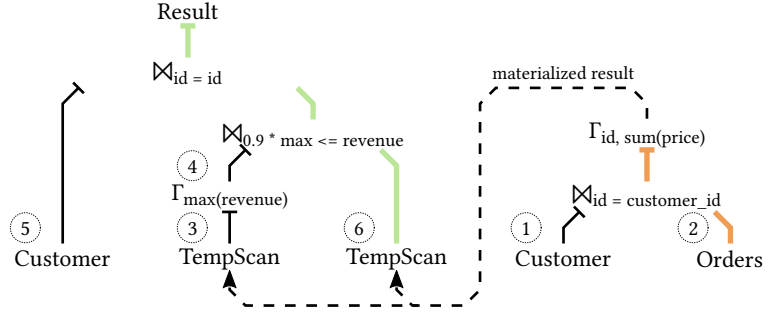 Result
⋈id = id
materialized result
⋈0.9 * max <= revenue
Γid, sum(price)
4
Γmax(revenue)
⋈id = customer_id
5
3
6
1
2
Customer
TempScan
TempScan
Customer
Orders